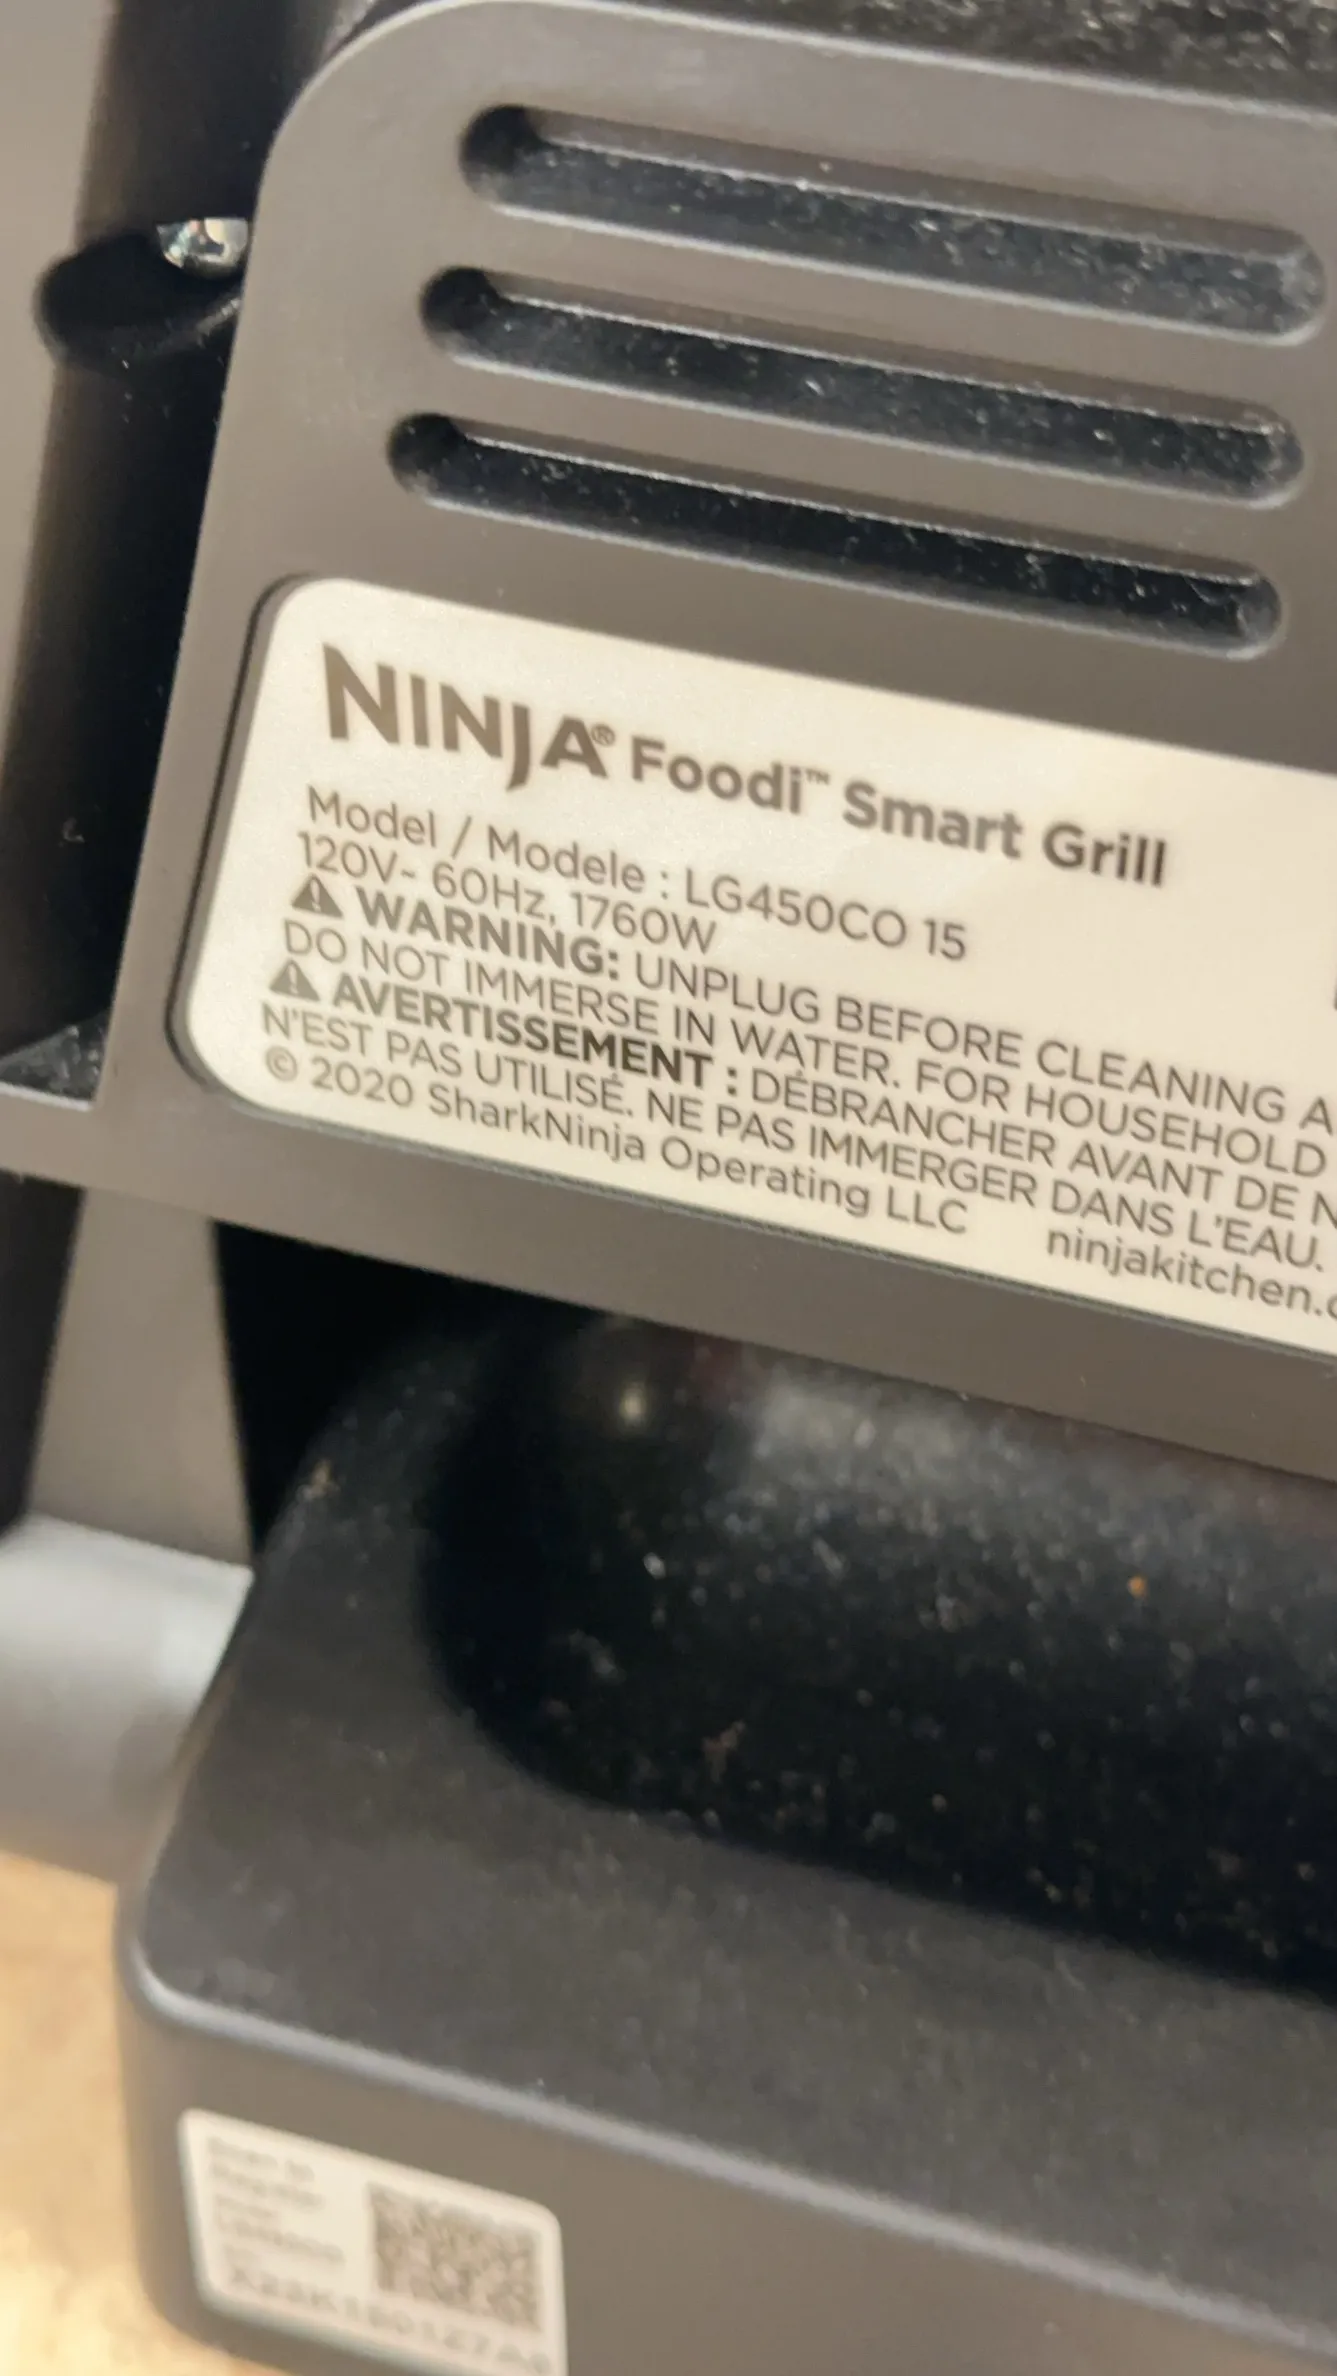 NINJA® Foodi™ Smart Grill
Model / Modele : LG450CO 15
120V~ 60Hz, 1760W
⚠ WARNING: UNPLUG BEFORE CLEANING A
DO NOT IMMERSE IN WATER. FOR HOUSEHOLD
⚠ AVERTISSEMENT : DÉBRANCHER AVANT DE N
N'EST PAS UTILISÉ. NE PAS IMMERGER DANS L'EAU.
© 2020 SharkNinja Operating LLC ninjakitchen.c